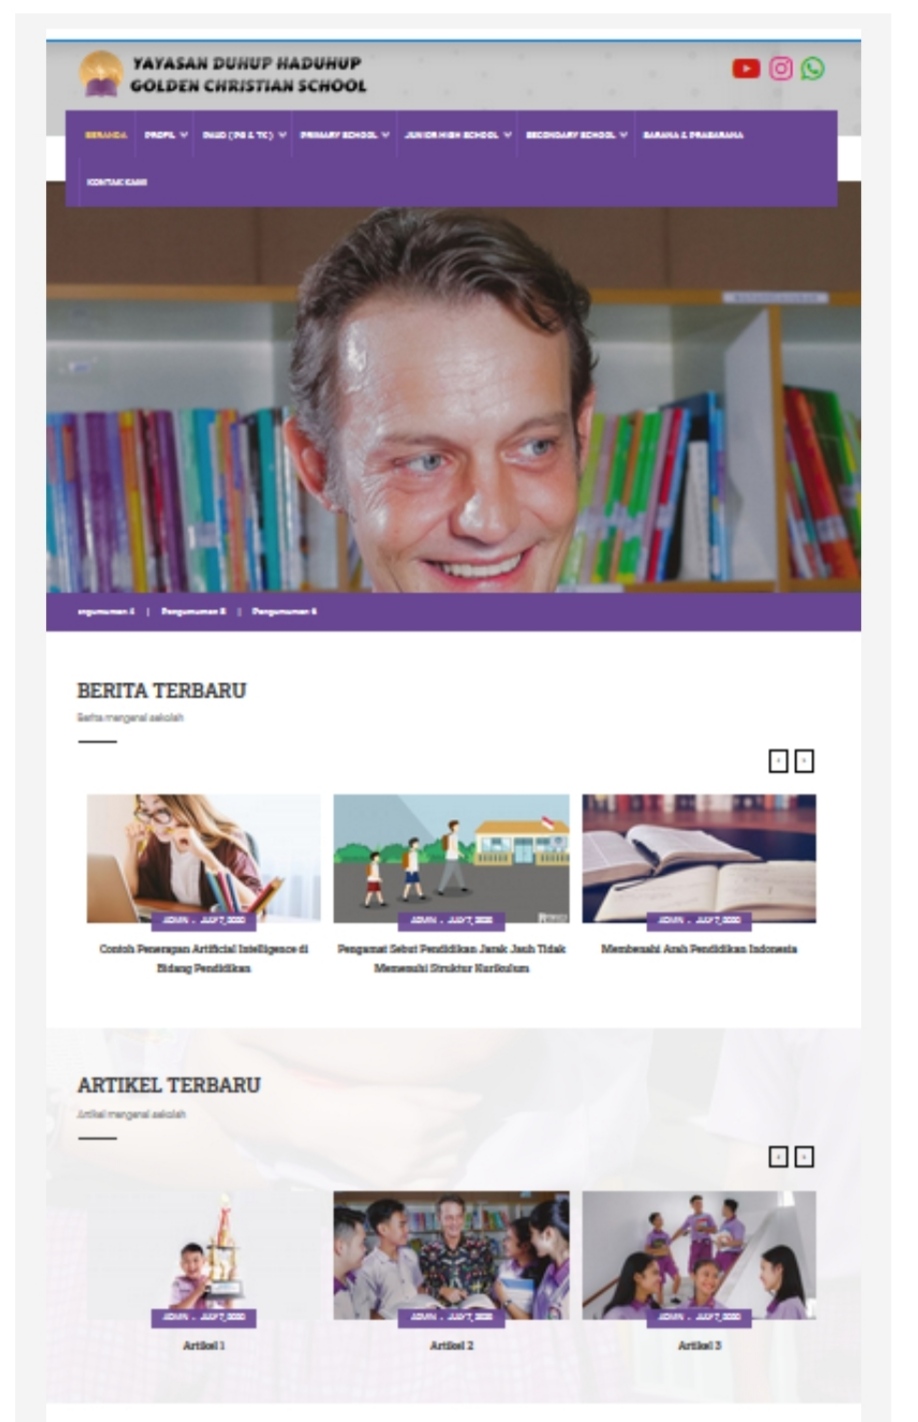 YAYASAN DUHUP HADUHUP
GOLDEN CHRISTIAN SCHOOL
BERANDA PROFIL PAUD (PG & TK) PRIMARY SCHOOL JUNIOR HIGH SCHOOL SECONDARY SCHOOL SARANA & PRASARANA
KONTAK KAMI
engumuman 4 | Pengumuman 5 | Pengumuman 6
BERITA TERBARU
Berita mengenai sekolah
ADMIN - JULY 7, 2020 ADMIN - JULY 7, 2020 ADMIN - JULY 7, 2020
Contoh Penerapan Artificial Intelligence di Pengamat Sebut Pendidikan Jarak Jauh Tidak Membenahi Arah Pendidikan Indonesia
Bidang Pendidikan Memenuhi Struktur Kurikulum
ARTIKEL TERBARU
Artikel mengenai sekolah
ADMIN - JULY 7, 2020 ADMIN - JULY 7, 2020 ADMIN - JULY 7, 2020
Artikel 1 Artikel 2 Artikel 3